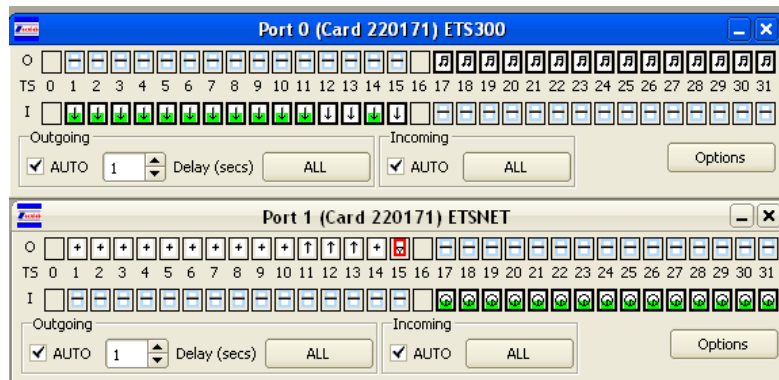 Port 0 (Card 220171) ETS300
O
TS 0 1 2 3 4 5 6 7 8 9 10 11 12 13 14 15 16 17 18 19 20 21 22 23 24 25 26 27 28 29 30 31
I
Outgoing Incoming
AUTO 1 Delay (secs) ALL AUTO ALL Options
Port 1 (Card 220171) ETSNET
O
TS 0 1 2 3 4 5 6 7 8 9 10 11 12 13 14 15 16 17 18 19 20 21 22 23 24 25 26 27 28 29 30 31
I
Outgoing Incoming
AUTO 1 Delay (secs) ALL AUTO ALL Options